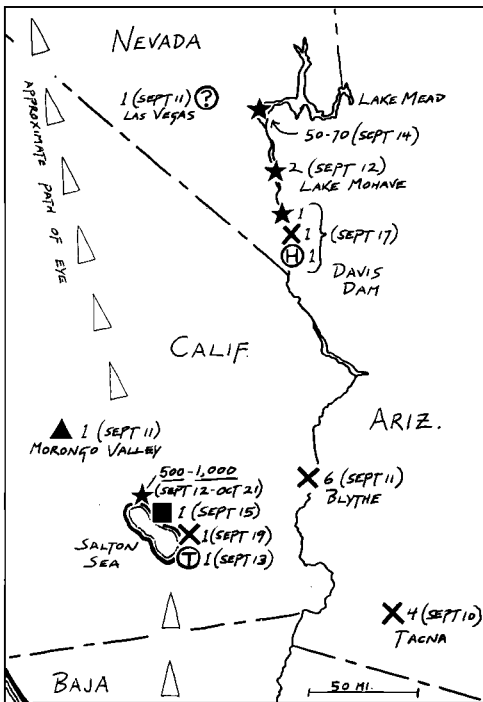 NEVADA
1 (SEPT 11) ?
LAS VEGAS
LAKE MEAD
50-70 (SEPT 14)
2 (SEPT 12)
LAKE MOHAVE
1
1
(SEPT 17)
H 1
DAVIS
DAM
APPROXIMATE PATH OF EYE
CALIF.
ARIZ.
1 (SEPT 11)
MORONGO VALLEY
500-1,000
(SEPT 12-OCT 21)
1 (SEPT 15)
1 (SEPT 19)
T 1 (SEPT 13)
SALTON
SEA
6 (SEPT 11)
BLYTHE
4 (SEPT 10)
TACNA
BAJA
50 MI.